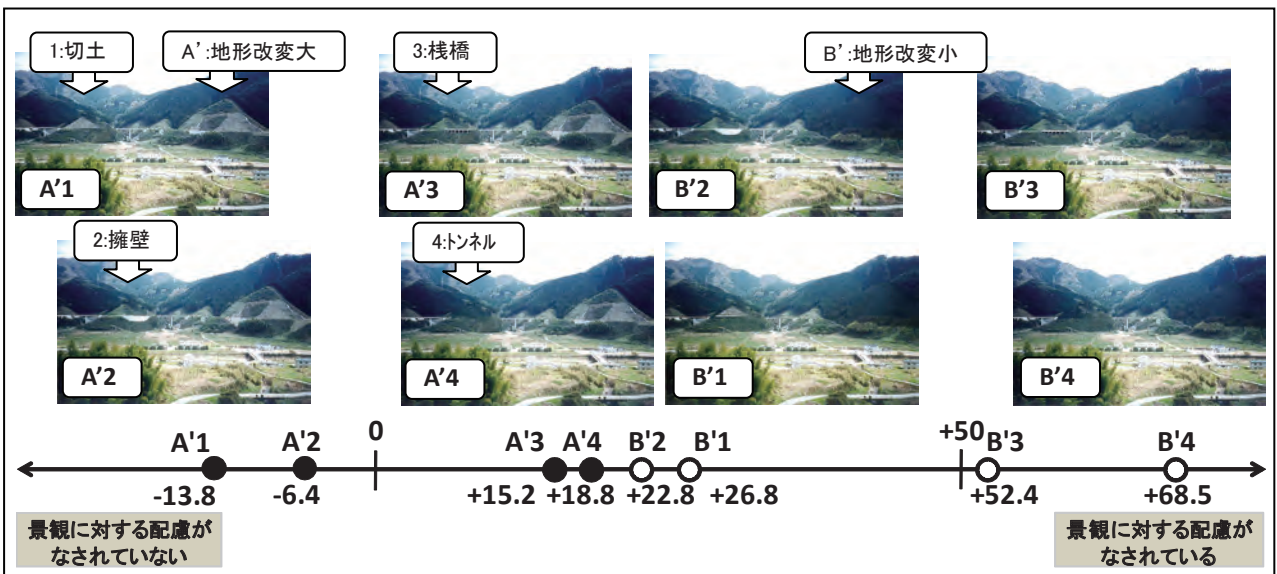 1:切土
A':地形改変大
3:桟橋
B':地形改変小
A'1
A'3
B'2
B'3
2:擁壁
4:トンネル
A'2
A'4
B'1
B'4
A'1
A'2
0
A'3
A'4
B'2
B'1
+50
B'3
B'4
-13.8
-6.4
+15.2
+18.8
+22.8
+26.8
+52.4
+68.5
景観に対する配慮が
なされていない
景観に対する配慮が
なされている